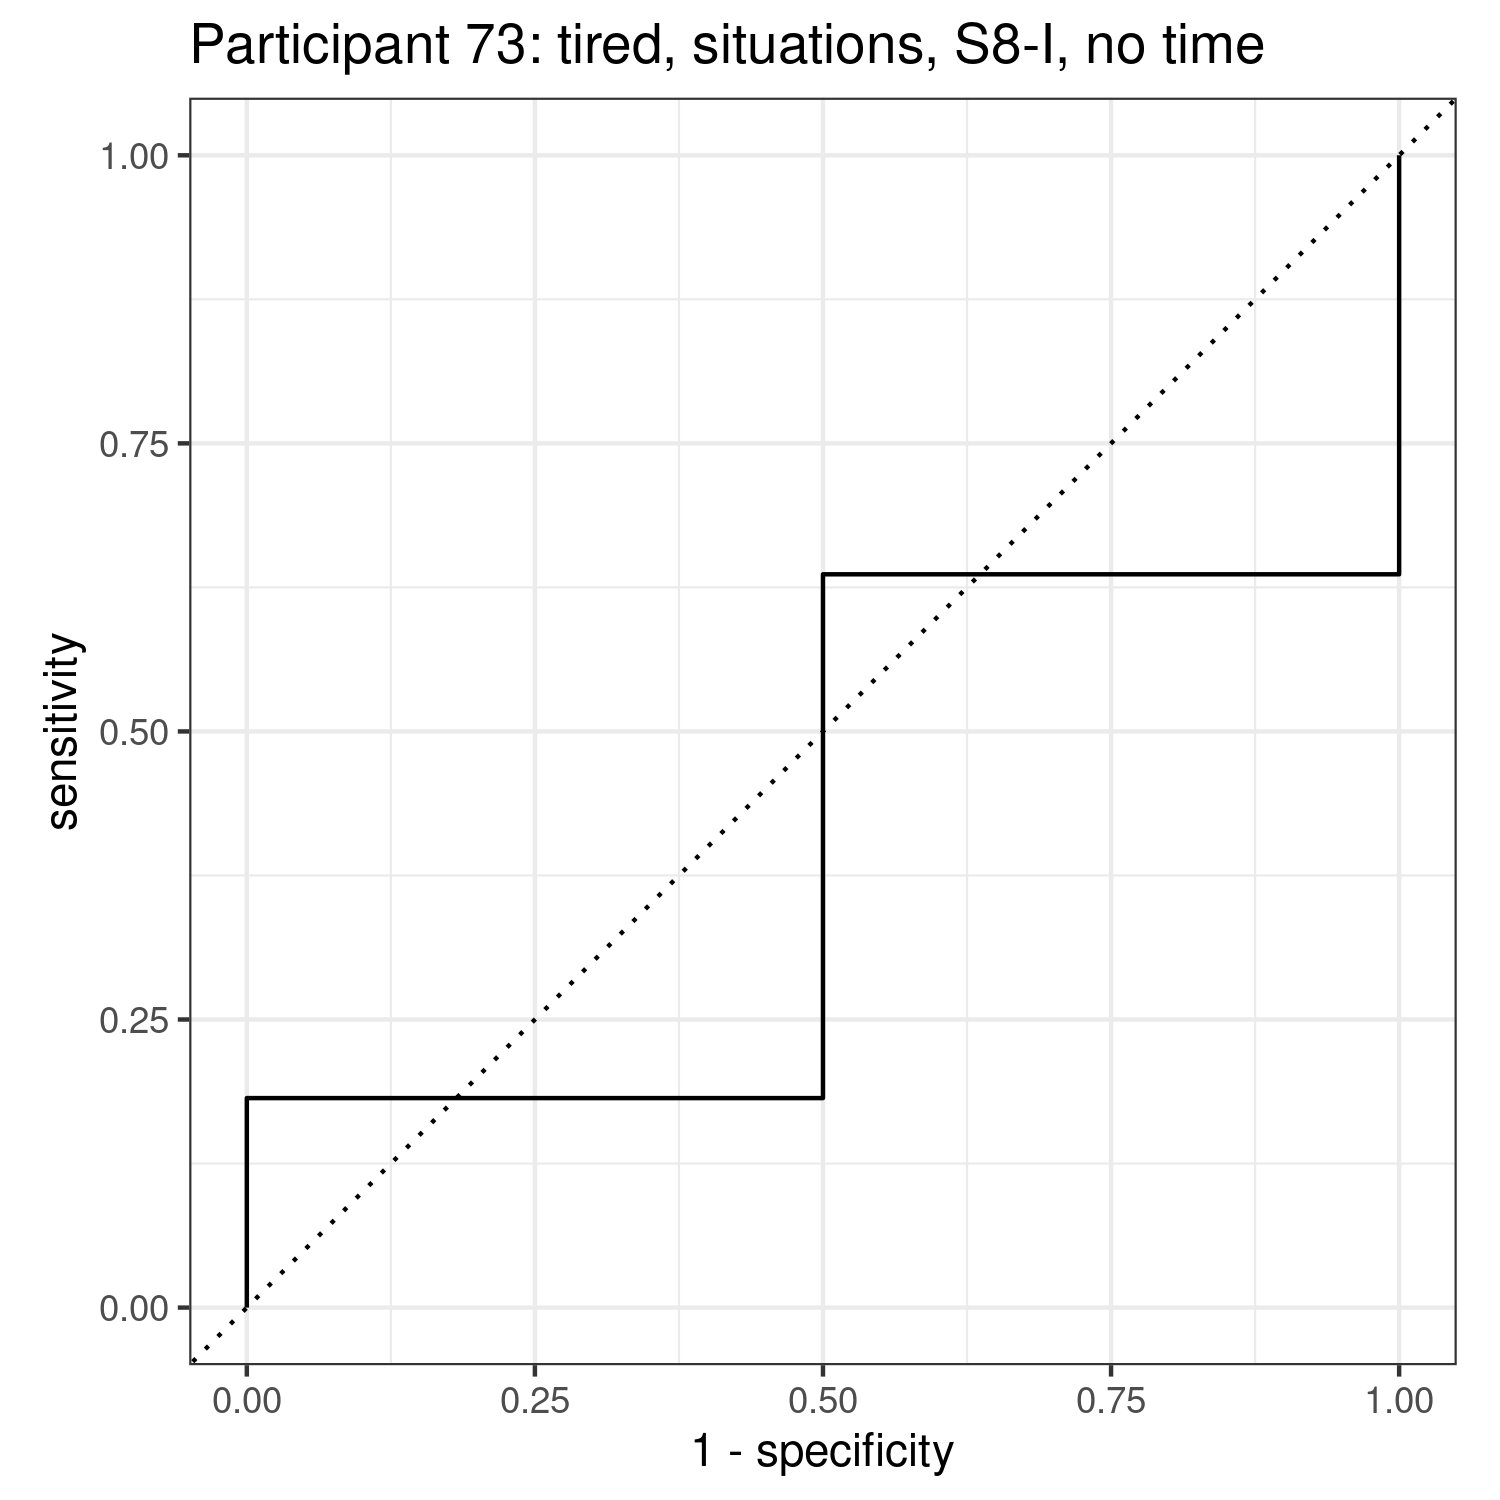 Participant 73: tired, situations, S8-I, no time
1.00
0.75
0.50
0.25
0.00
sensitivity
0.00 0.25 0.50 0.75 1.00
1 - specificity